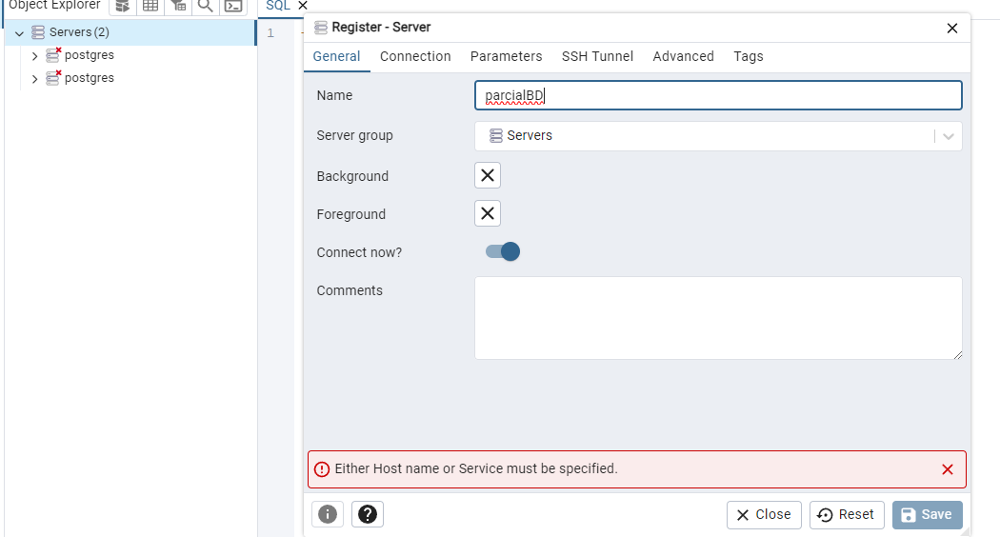 Object Explorer
SQL
Servers (2)
postgres
postgres
1
Register - Server
General Connection Parameters SSH Tunnel Advanced Tags
Name parcialBD
Server group Servers
Background
Foreground
Connect now?
Comments
Either Host name or Service must be specified.
Close Reset Save